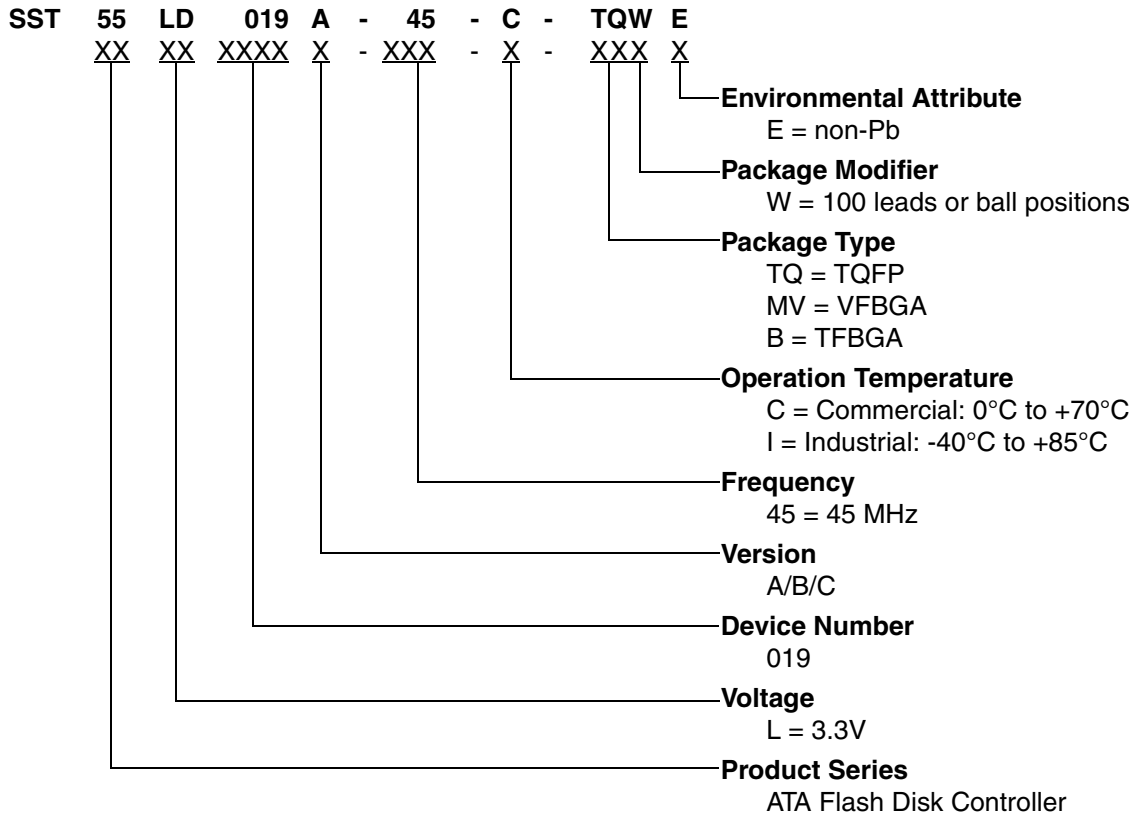 SST 55 LD 019 A - 45 - C - TQW E
XX XX XXXX X - XXX - X - XXX X
Environmental Attribute
E = non-Pb
Package Modifier
W = 100 leads or ball positions
Package Type
TQ = TQFP
MV = VFBGA
B = TFBGA
Operation Temperature
C = Commercial: 0°C to +70°C
I = Industrial: -40°C to +85°C
Frequency
45 = 45 MHz
Version
A/B/C
Device Number
019
Voltage
L = 3.3V
Product Series
ATA Flash Disk Controller